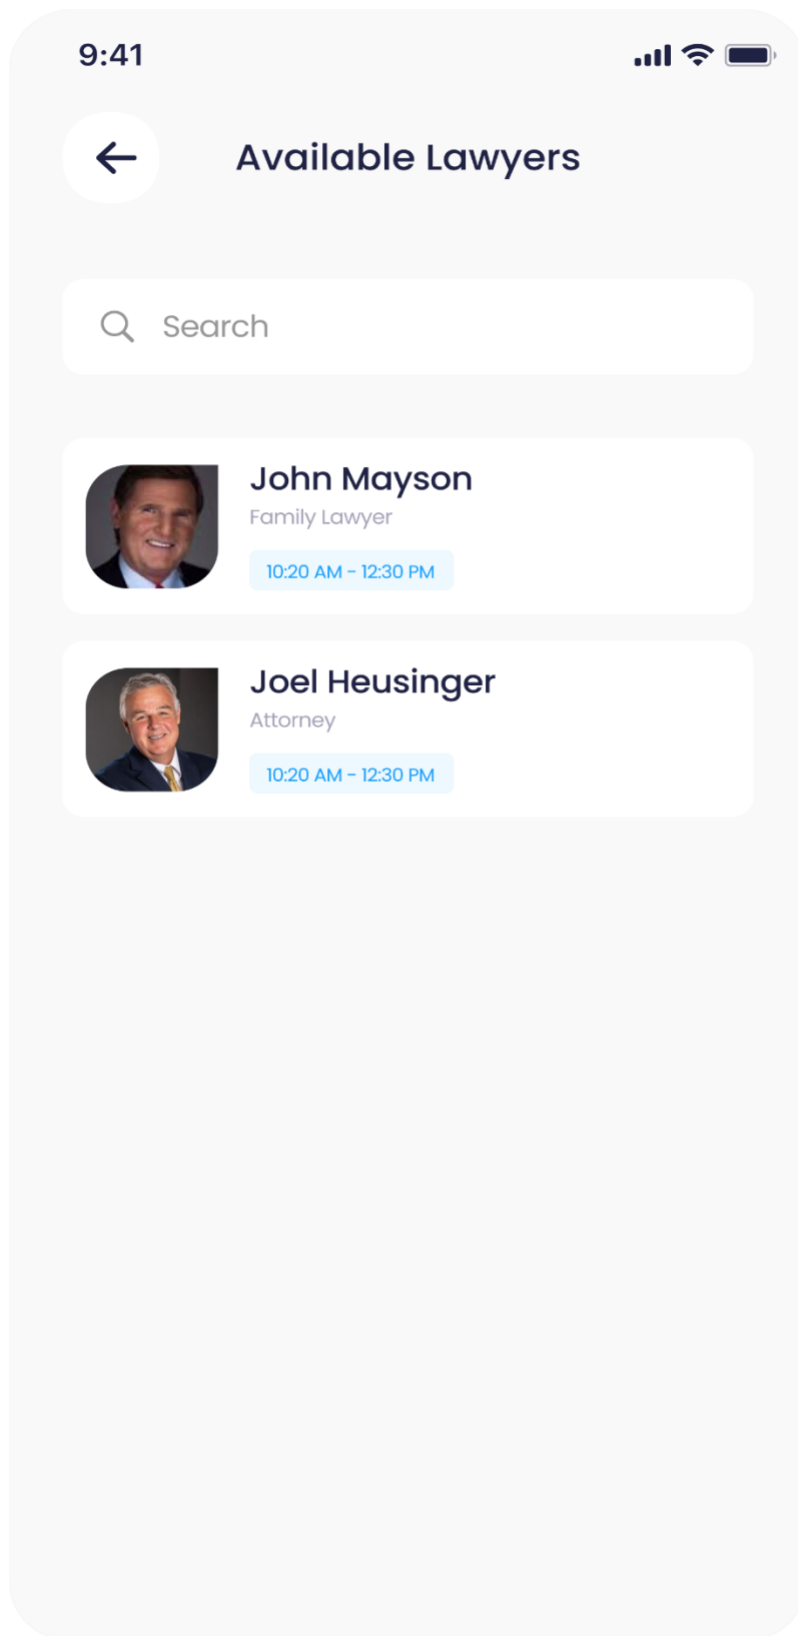 9:41
Available Lawyers
Search
John Mayson
Family Lawyer
10:20 AM - 12:30 PM
Joel Heusinger
Attorney
10:20 AM - 12:30 PM